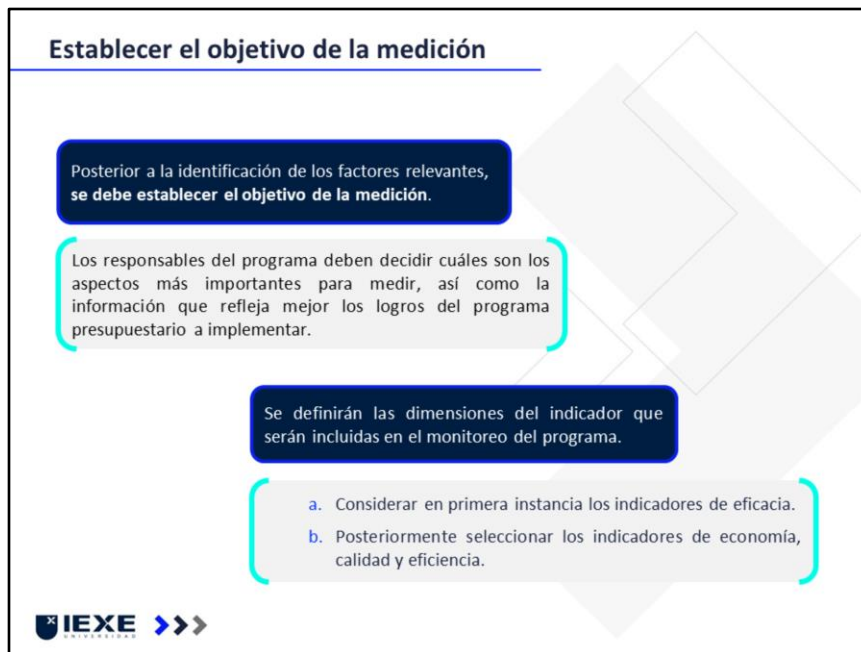 Establecer el objetivo de la medición
Posterior a la identificación de los factores relevantes,
se debe establecer el objetivo de la medición.
Los responsables del programa deben decidir cuáles son los
aspectos más importantes para medir, así como la
información que refleja mejor los logros del programa
presupuestario a implementar.
Se definirán las dimensiones del indicador que
serán incluidas en el monitoreo del programa.
a. Considerar en primera instancia los indicadores de eficacia.
b. Posteriormente seleccionar los indicadores de economía,
calidad y eficiencia.
IEXE
UNIVERSIDAD